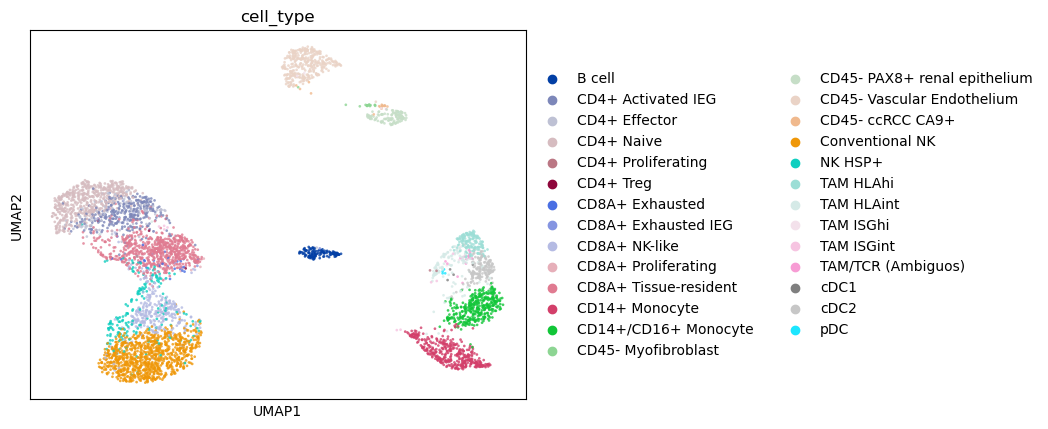 cell_type
UMAP2
UMAP1
B cell
CD4+ Activated IEG
CD4+ Effector
CD4+ Naive
CD4+ Proliferating
CD4+ Treg
CD8A+ Exhausted
CD8A+ Exhausted IEG
CD8A+ NK-like
CD8A+ Proliferating
CD8A+ Tissue-resident
CD14+ Monocyte
CD14+/CD16+ Monocyte
CD45- Myofibroblast
CD45- PAX8+ renal epithelium
CD45- Vascular Endothelium
CD45- ccRCC CA9+
Conventional NK
NK HSP+
TAM HLAhi
TAM HLAint
TAM ISGhi
TAM ISGint
TAM/TCR (Ambiguos)
cDC1
cDC2
pDC